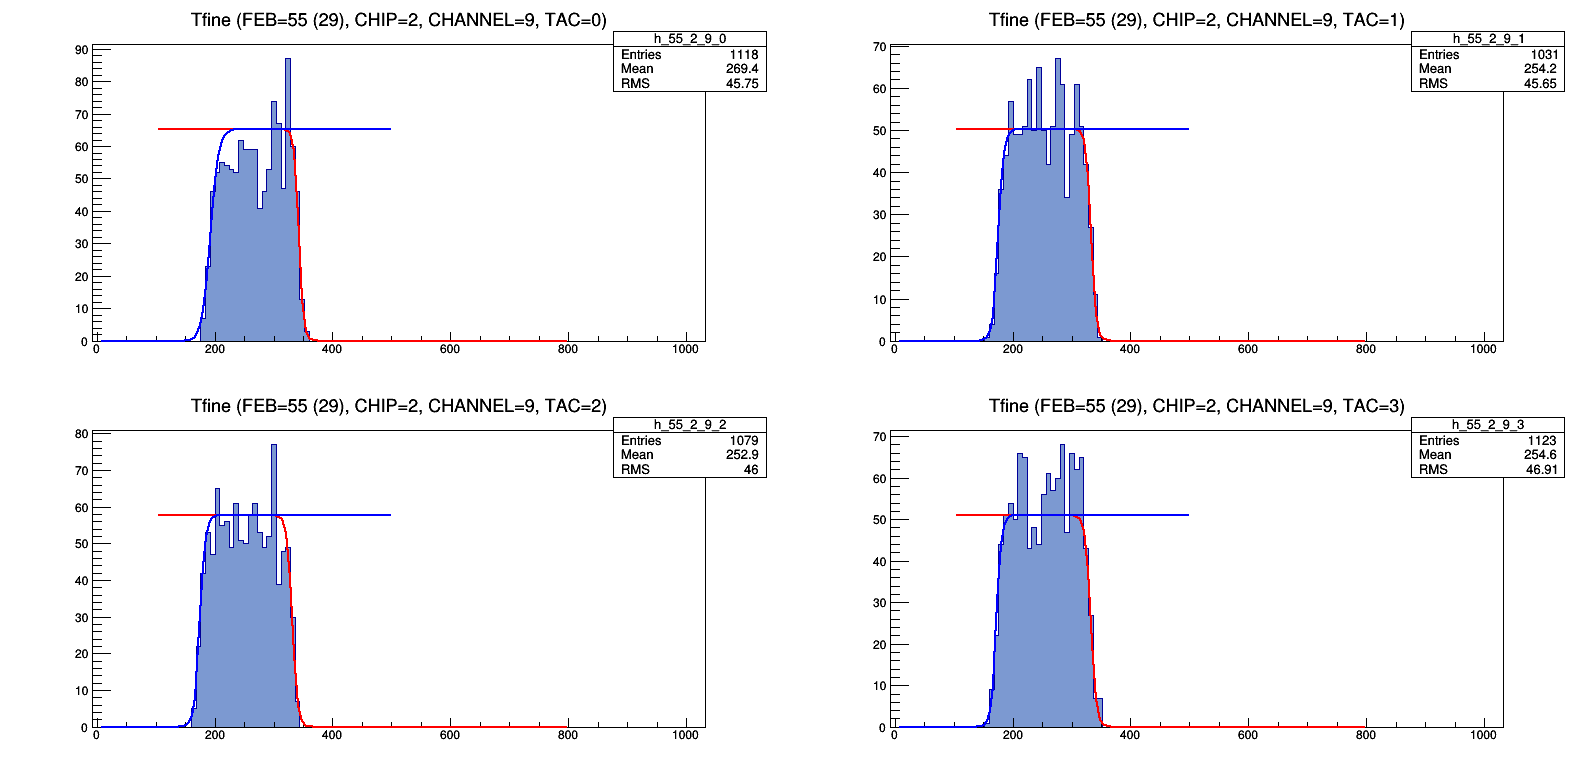 Tfine (FEB=55 (29), CHIP=2, CHANNEL=9, TAC=0)
h_55_2_9_0
Entries 1118
Mean 269.4
RMS 45.75
90
80
70
60
50
40
30
20
10
0
0 200 400 600 800 1000
Tfine (FEB=55 (29), CHIP=2, CHANNEL=9, TAC=1)
h_55_2_9_1
Entries 1031
Mean 254.2
RMS 45.65
70
60
50
40
30
20
10
0
0 200 400 600 800 1000
Tfine (FEB=55 (29), CHIP=2, CHANNEL=9, TAC=2)
h_55_2_9_2
Entries 1079
Mean 252.9
RMS 46
80
70
60
50
40
30
20
10
0
0 200 400 600 800 1000
Tfine (FEB=55 (29), CHIP=2, CHANNEL=9, TAC=3)
h_55_2_9_3
Entries 1123
Mean 254.6
RMS 46.91
70
60
50
40
30
20
10
0
0 200 400 600 800 1000